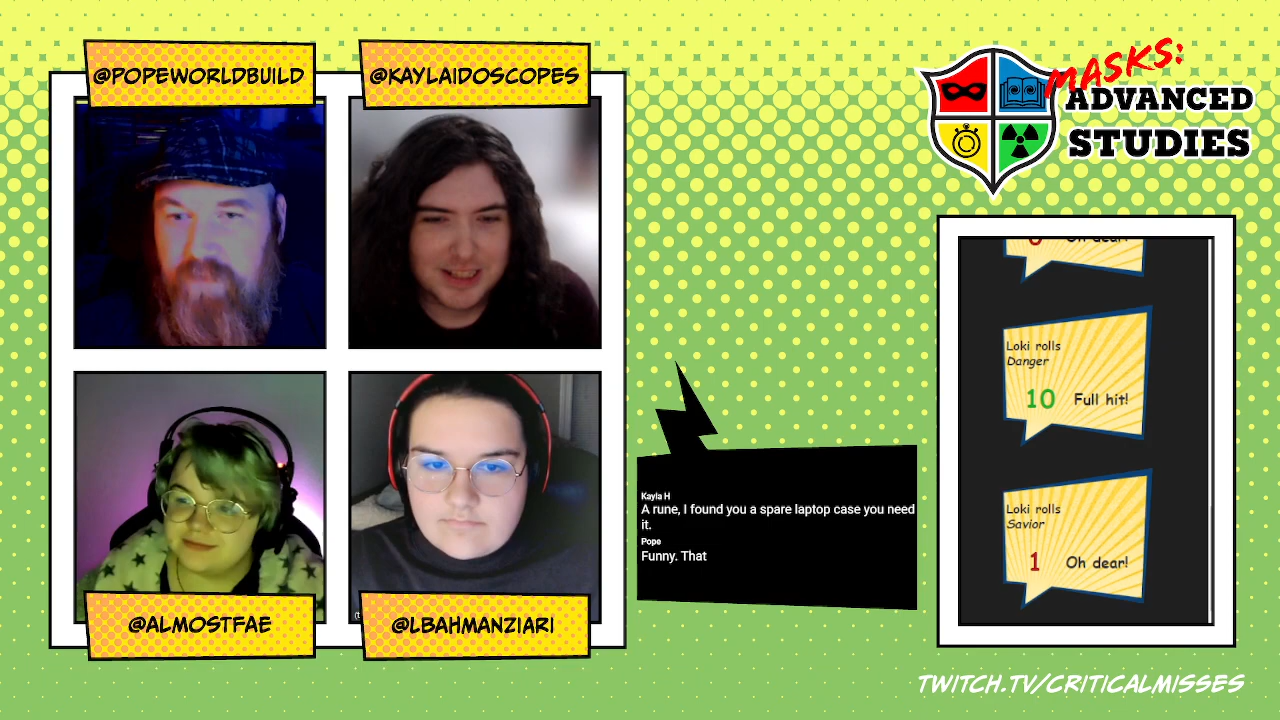 @POPEWORLDBUILD
@KAYLAIDOSCOPES
@ALMOSTFAE
@LBAHMANZIARI
Kayla H
A rune, I found you a spare laptop case you need
it.
Pope
Funny. That
MASKS:
ADVANCED
STUDIES
Oh dear!
Loki rolls
Danger
10 Full hit!
Loki rolls
Savior
1 Oh dear!
TWITCH.TV/CRITICALMISSES